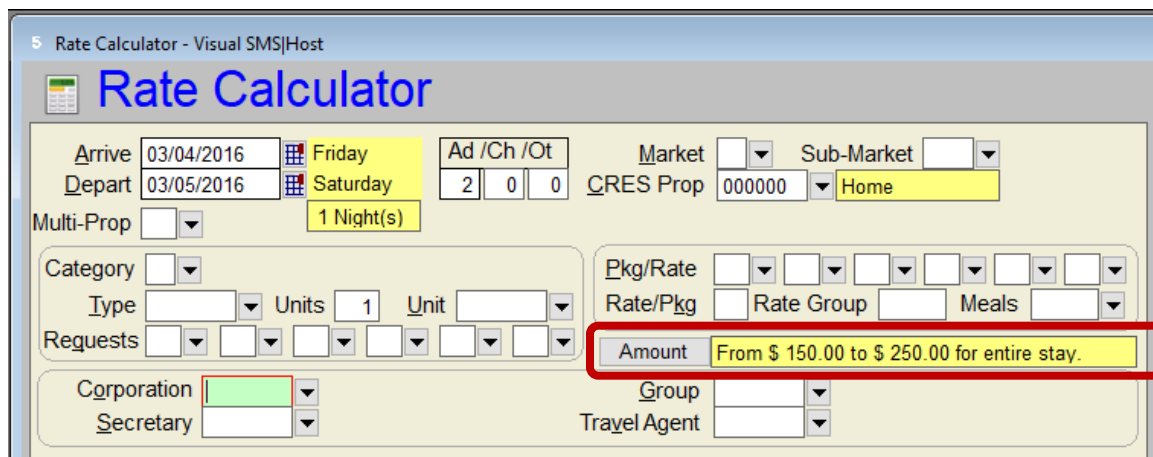 5 Rate Calculator - Visual SMS|Host
Rate Calculator
Arrive 03/04/2016 Friday Ad /Ch /Ot Market Sub-Market
Depart 03/05/2016 Saturday 2 0 0 CRES Prop 000000 Home
Multi-Prop 1 Night(s)
Category Pkg/Rate
Type Units 1 Unit Rate/Pkg Rate Group Meals
Requests Amount From $ 150.00 to $ 250.00 for entire stay.
Corporation Group
Secretary Travel Agent